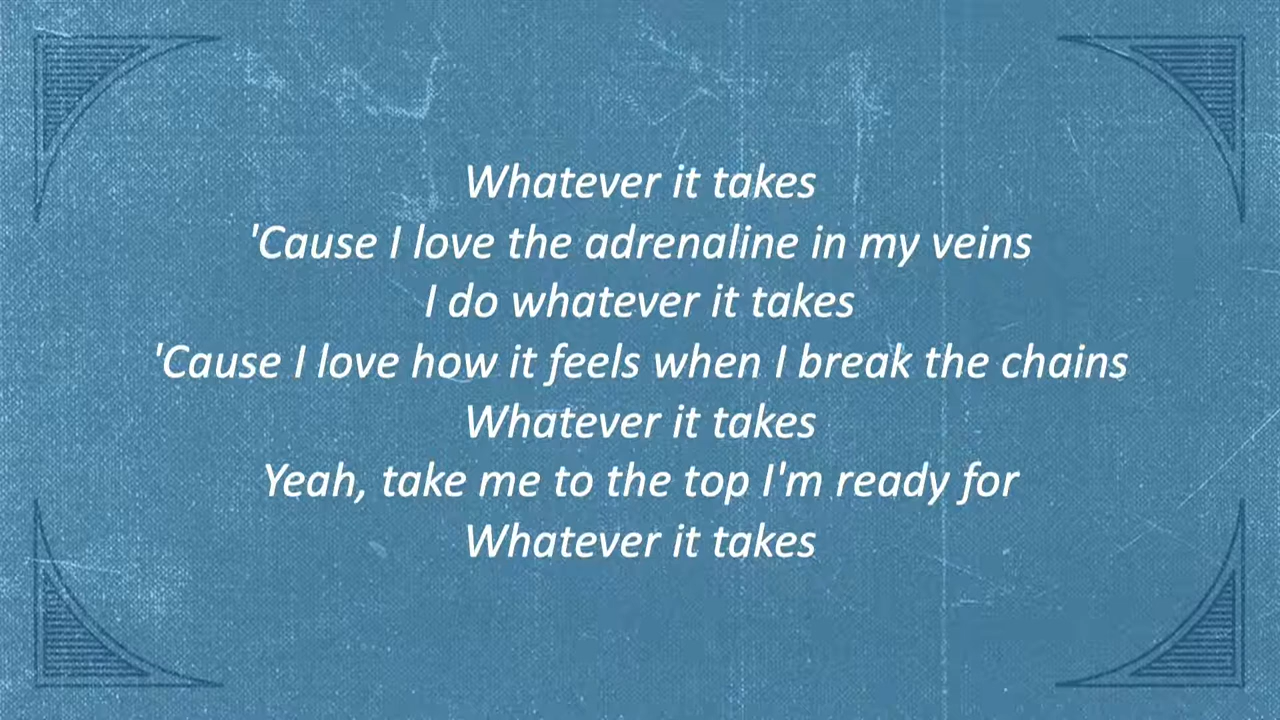 Whatever it takes
'Cause I love the adrenaline in my veins
I do whatever it takes
'Cause I love how it feels when I break the chains
Whatever it takes
Yeah, take me to the top I'm ready for
Whatever it takes